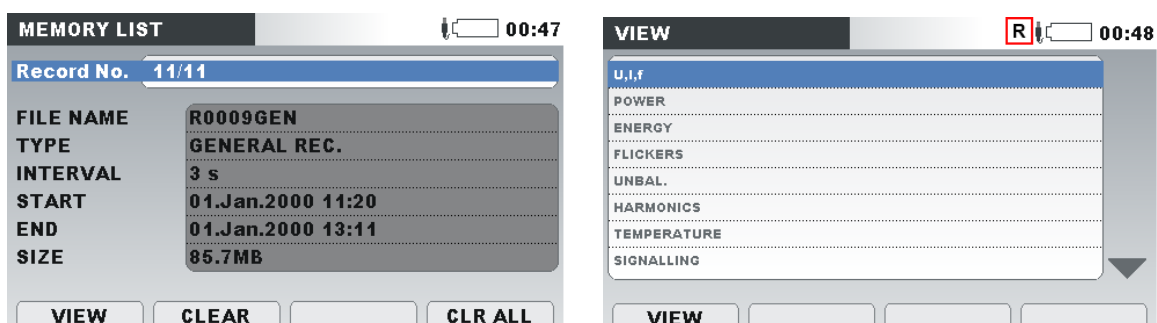 MEMORY LIST 00:47
Record No. 11/11
FILE NAME R0009GEN
TYPE GENERAL REC.
INTERVAL 3 s
START 01.Jan.2000 11:20
END 01.Jan.2000 13:11
SIZE 85.7MB
VIEW CLEAR CLR ALL
VIEW R 00:48
U,I,f
POWER
ENERGY
FLICKERS
UNBAL.
HARMONICS
TEMPERATURE
SIGNALLING
VIEW